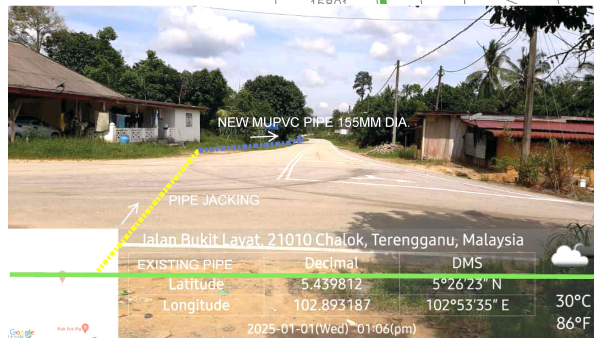 NEW MUPVC PIPE 155MM DIA.
PIPE JACKING
Jalan Bukit Layat, 21010 Chalok, Terengganu, Malaysia
EXISTING PIPE Decimal DMS
Latitude 5.439812 5°26'23" N
Longitude 102.893187 102°53'35" E
2025-01-01(Wed) 01:06(pm)
30°C
86°F
Google